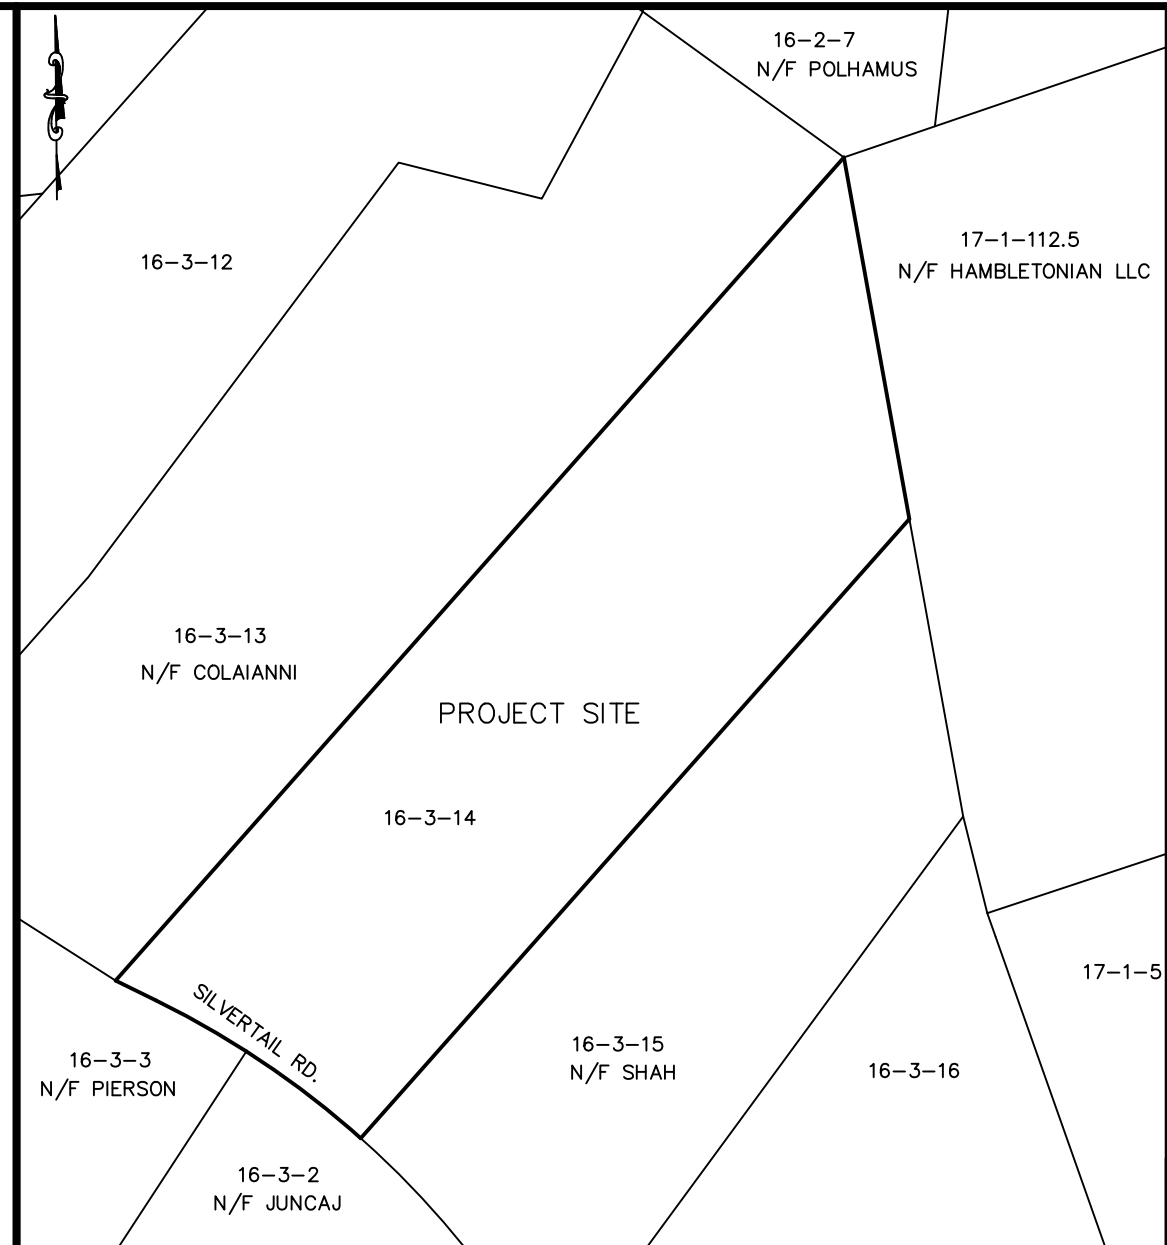 16-2-7
N/F POLHAMUS
17-1-112.5
N/F HAMBLETONIAN LLC
16-3-12
16-3-13
N/F COLAIANNI
PROJECT SITE
16-3-14
17-1-5
SILVERTAIL RD.
16-3-15
N/F SHAH
16-3-16
16-3-3
N/F PIERSON
16-3-2
N/F JUNCAJ